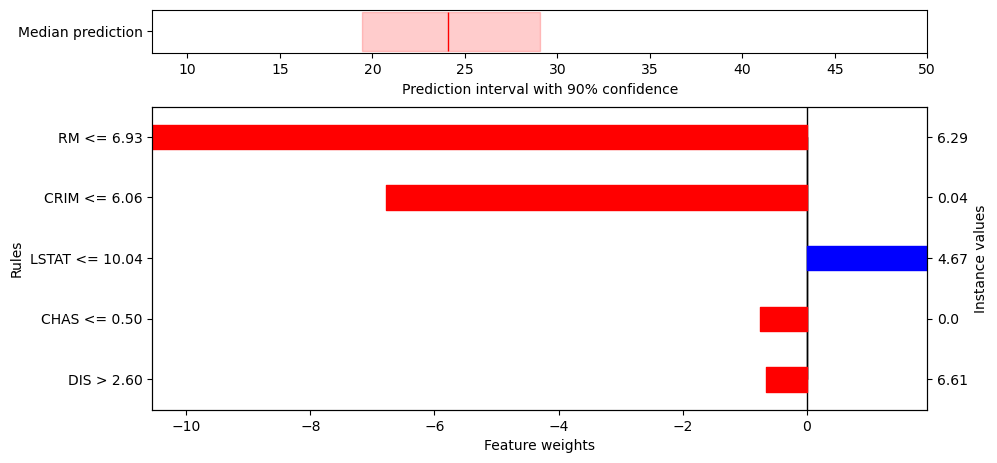 Median prediction
10 15 20 25 30 35 40 45 50
Prediction interval with 90% confidence
RM <= 6.93 6.29
CRIM <= 6.06 0.04
LSTAT <= 10.04 4.67
CHAS <= 0.50 0.0
DIS > 2.60 6.61
Rules
Instance values
−10 −8 −6 −4 −2 0
Feature weights